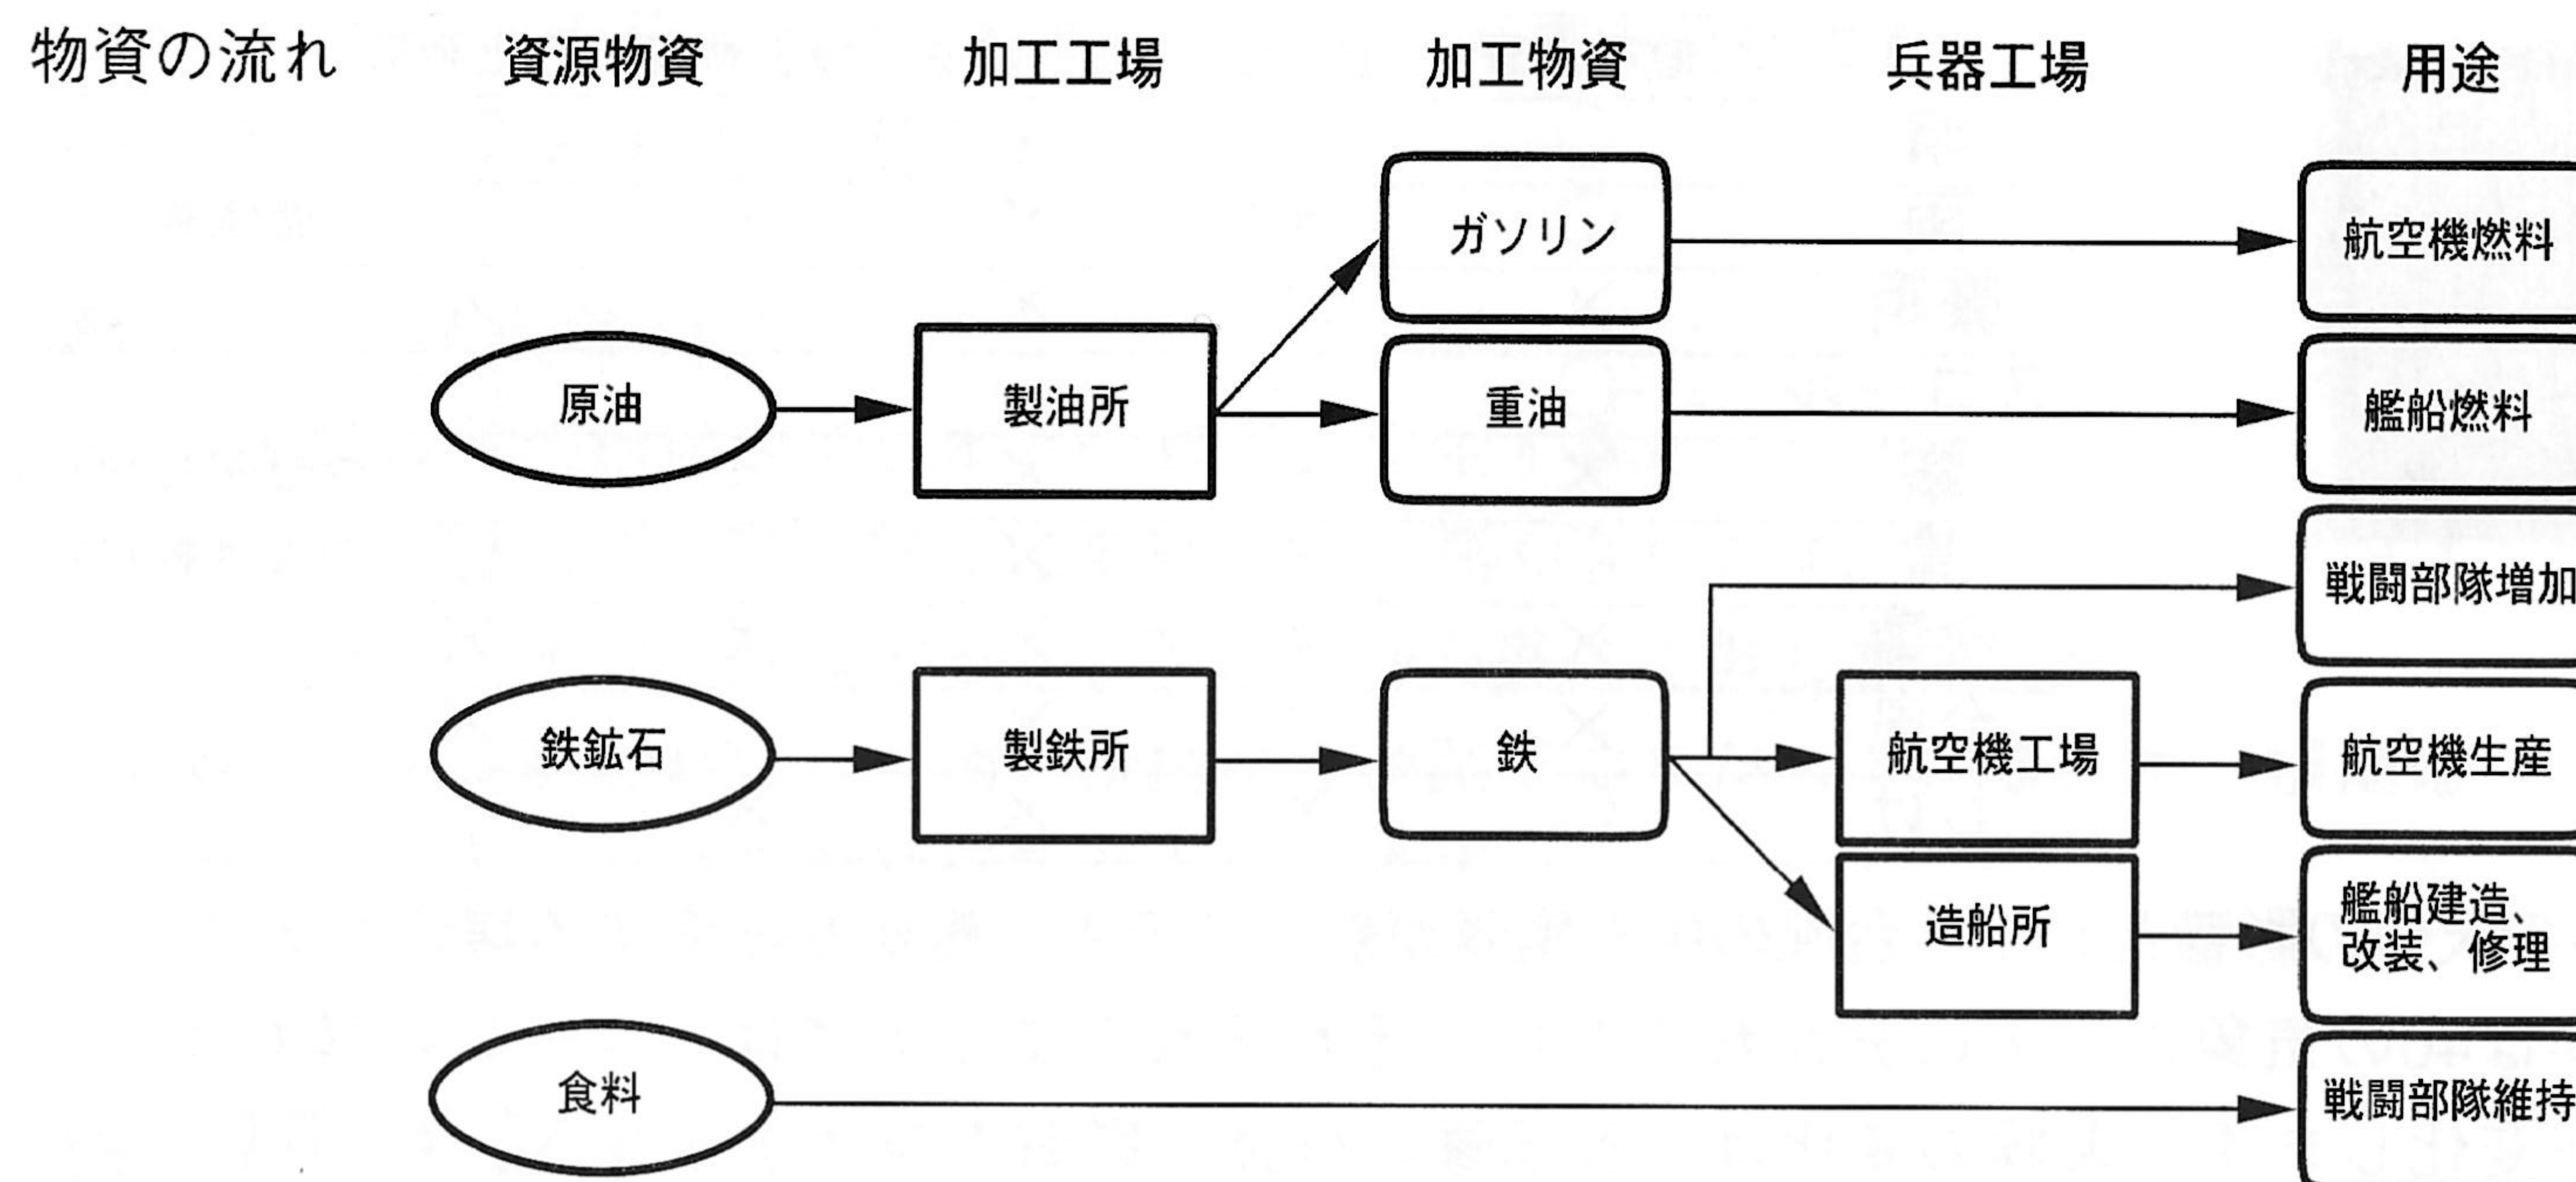 物資の流れ
資源物資
加工工場
加工物資
兵器工場
用途
ガソリン
航空機燃料
原油
製油所
重油
艦船燃料
戦闘部隊増加
鉄鉱石
製鉄所
鉄
航空機工場
航空機生産
造船所
艦船建造、
改装、修理
食料
戦闘部隊維持